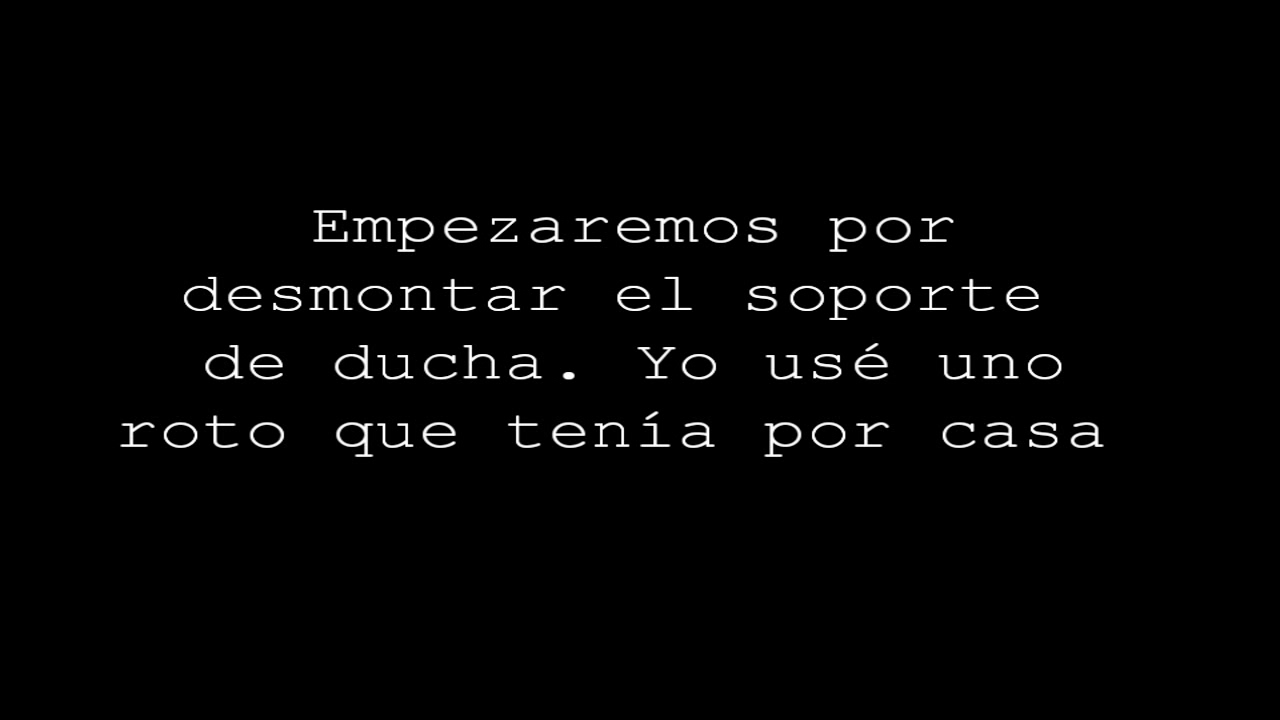 Empezaremos por
desmontar el soporte
de ducha. Yo usé uno
roto que tenía por casa